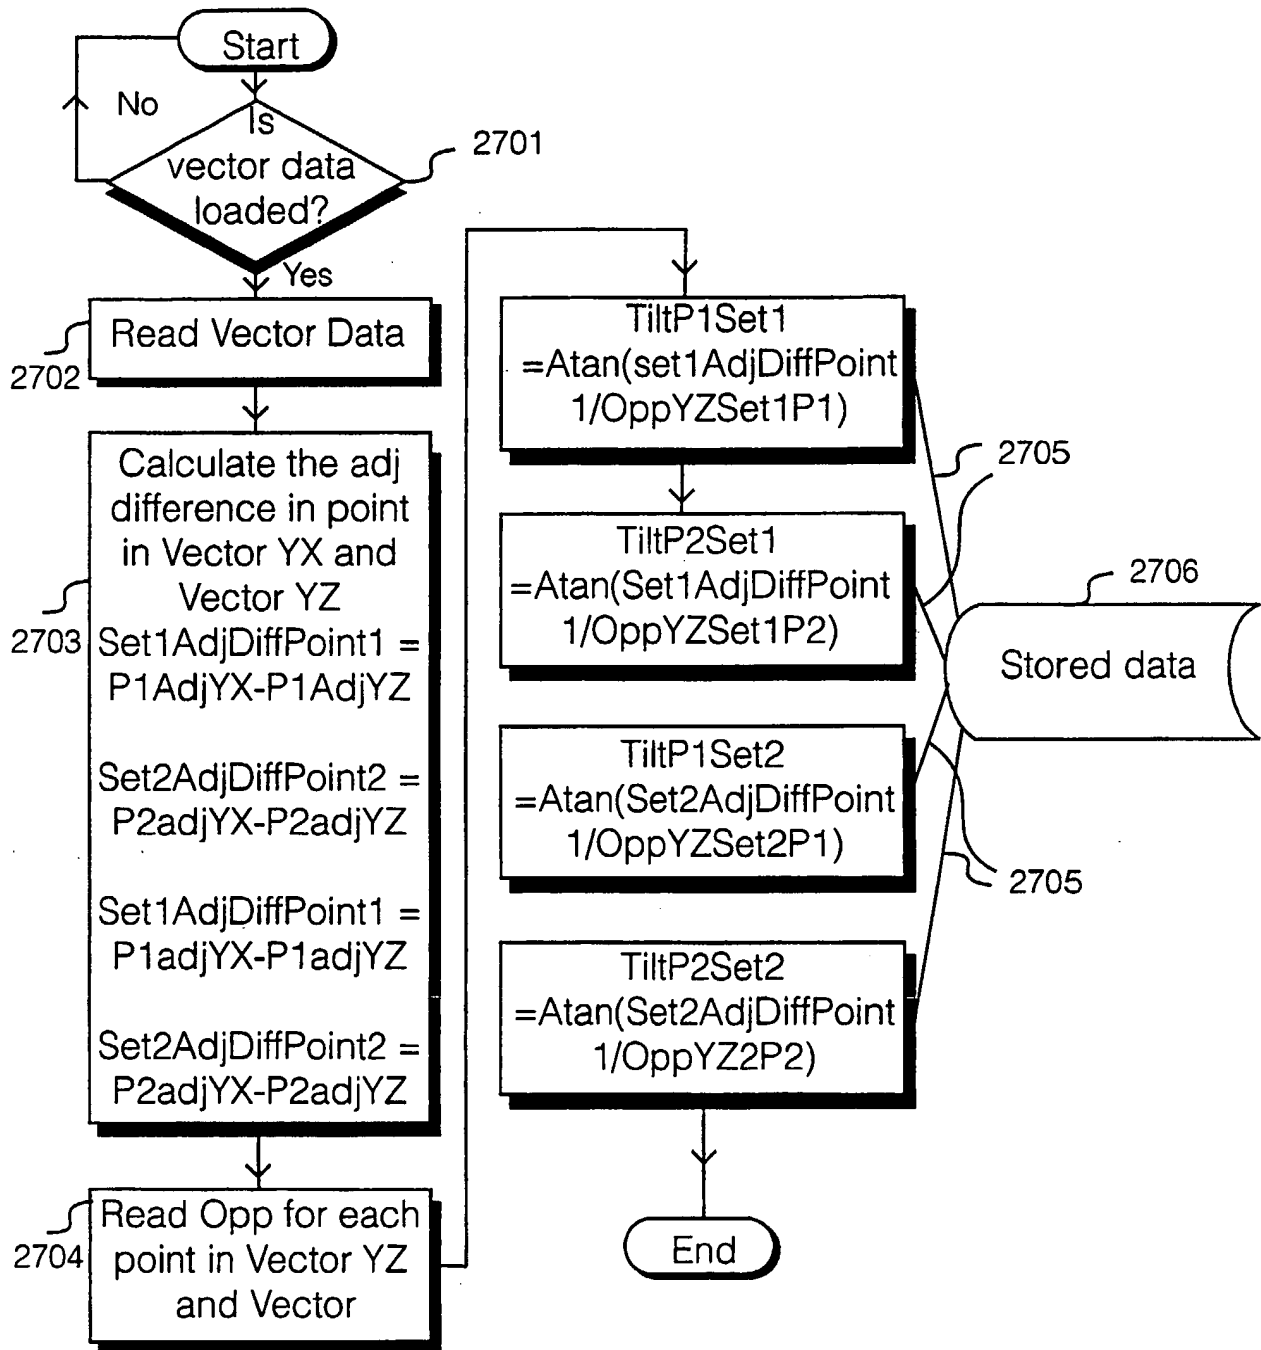 Start
No
Is
vector data
loaded?
2701
Yes
Read Vector Data
2702
Calculate the adj
difference in point
in Vector YX and
Vector YZ
2703
Set1AdjDiffPoint1 =
P1AdjYX-P1AdjYZ
Set2AdjDiffPoint2 =
P2adjYX-P2adjYZ
Set1AdjDiffPoint1 =
P1adjYX-P1adjYZ
Set2AdjDiffPoint2 =
P2adjYX-P2adjYZ
Read Opp for each
point in Vector YZ
and Vector
2704
TiltP1Set1
=Atan(set1AdjDiffPoint
1/OppYZSet1P1)
TiltP2Set1
=Atan(Set1AdjDiffPoint
1/OppYZSet1P2)
TiltP1Set2
=Atan(Set2AdjDiffPoint
1/OppYZSet2P1)
TiltP2Set2
=Atan(Set2AdjDiffPoint
1/OppYZ2P2)
End
2705
2706
Stored data
2705